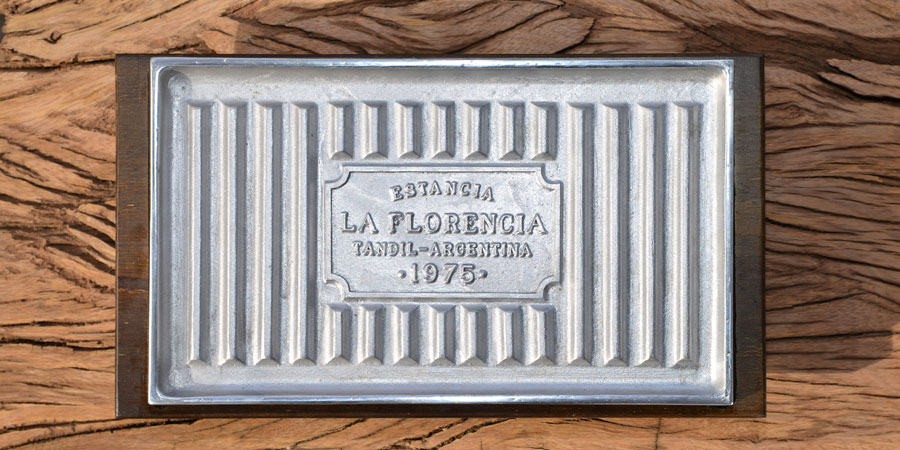 ESTANCIA
LA FLORENCIA
TANDIL-ARGENTINA
·1975·